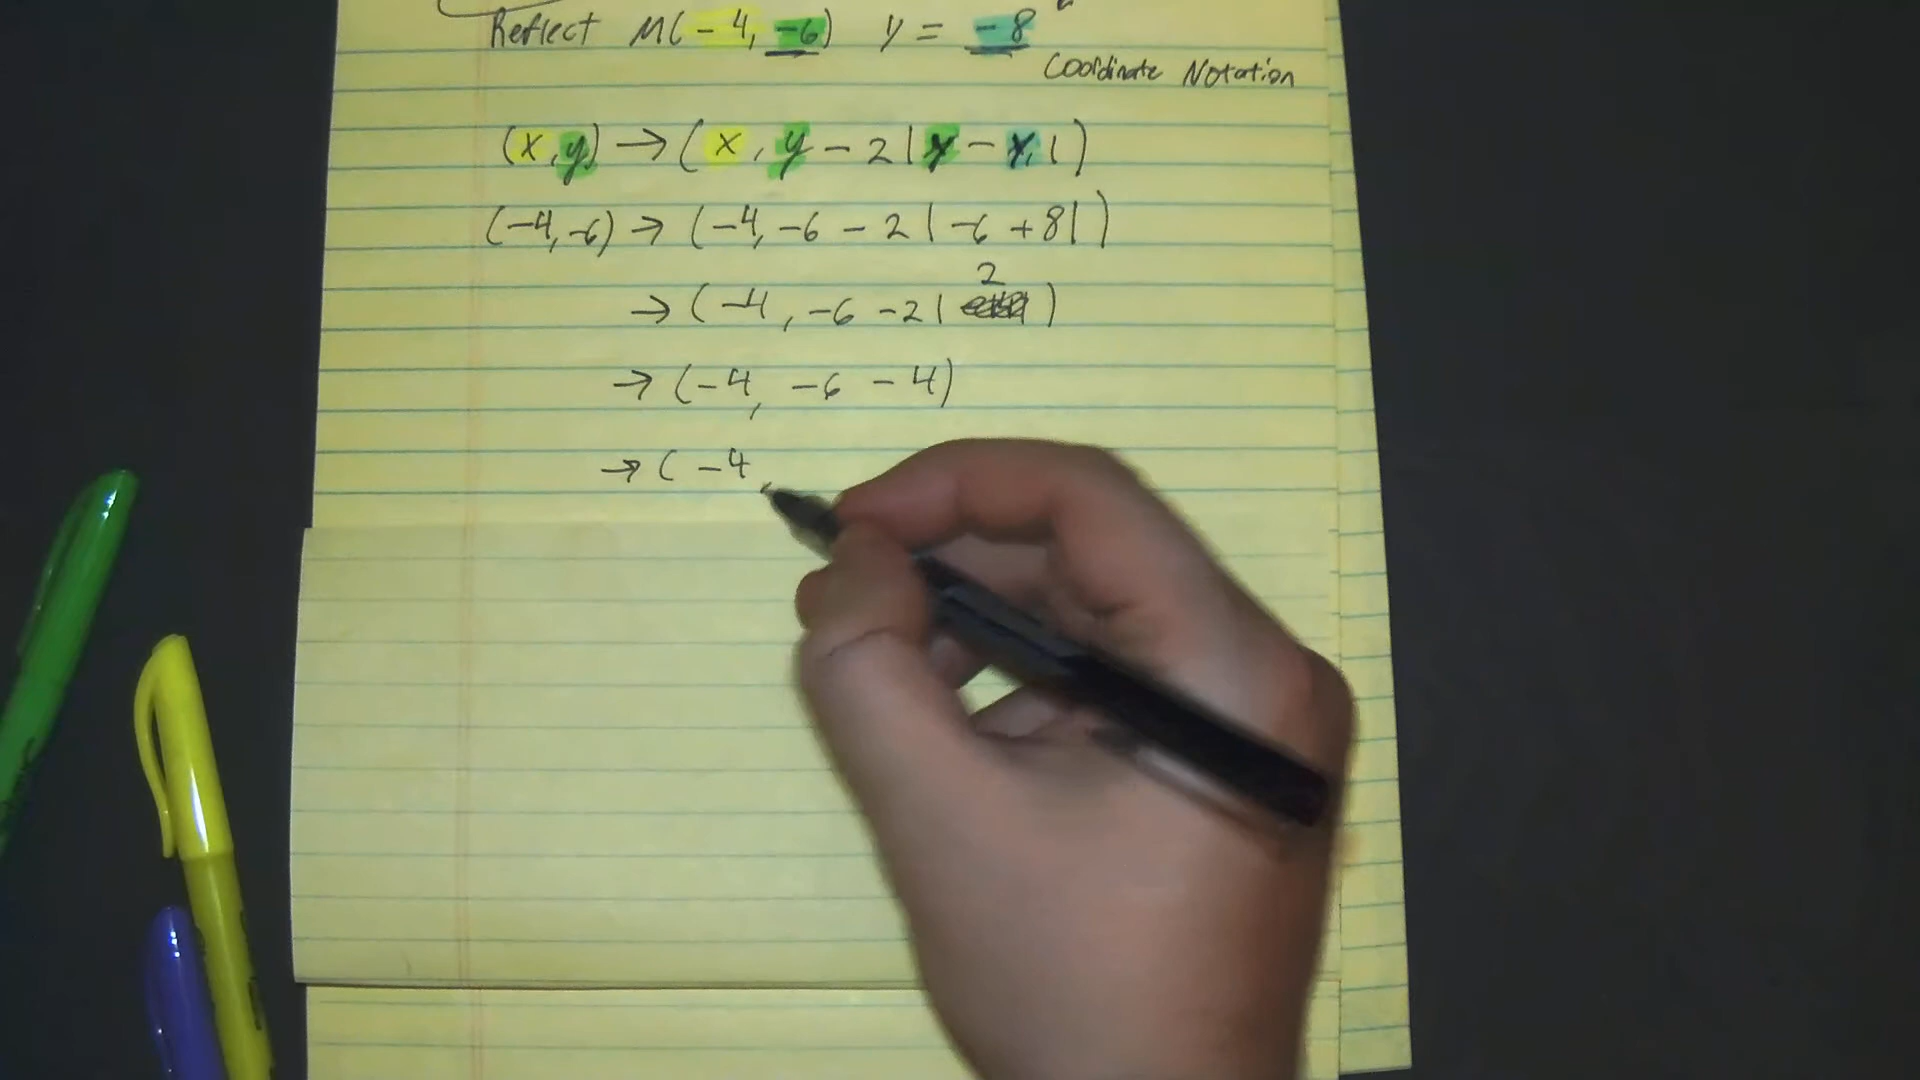 Reflect M(-4, -6) y = -8
Coordinate Notation
(x, y) → (x, y - 2|y - y1|)
(-4, -6) → (-4, -6 - 2|-6 + 8|)
2
→ (-4, -6 - 2| )
→ (-4, -6 - 4)
→ (-4,